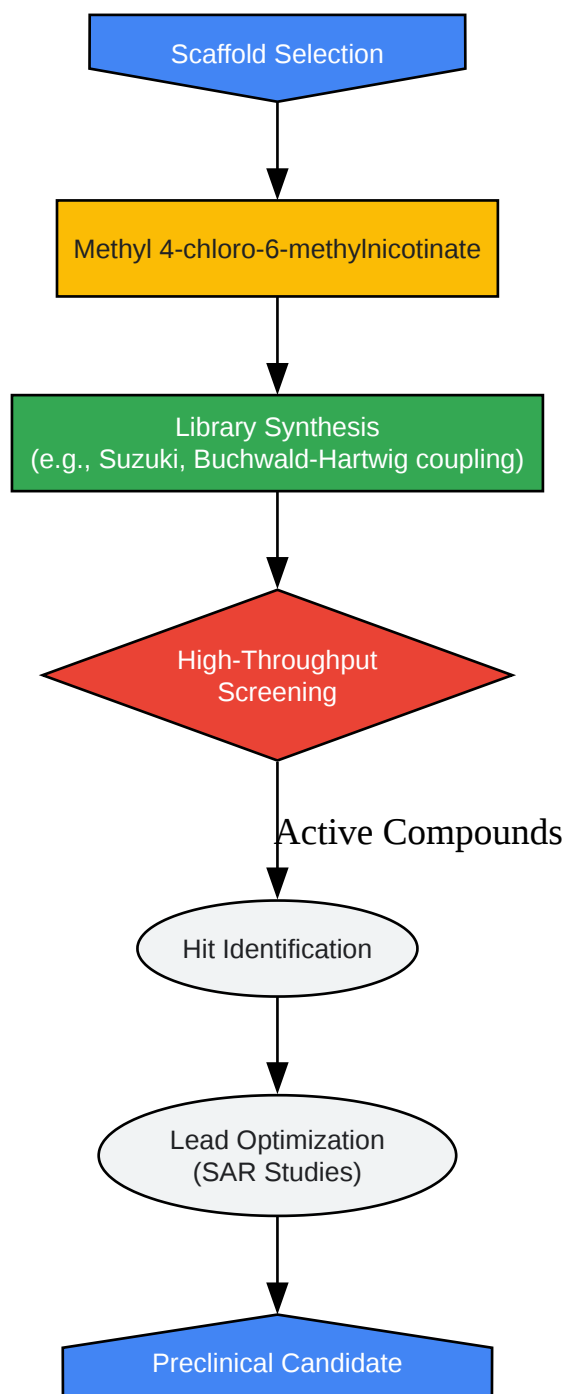 Scaffold Selection
Methyl 4-chloro-6-methylnicotinate
Library Synthesis
(e.g., Suzuki, Buchwald-Hartwig coupling)
High-Throughput
Screening
Active Compounds
Hit Identification
Lead Optimization
(SAR Studies)
Preclinical Candidate